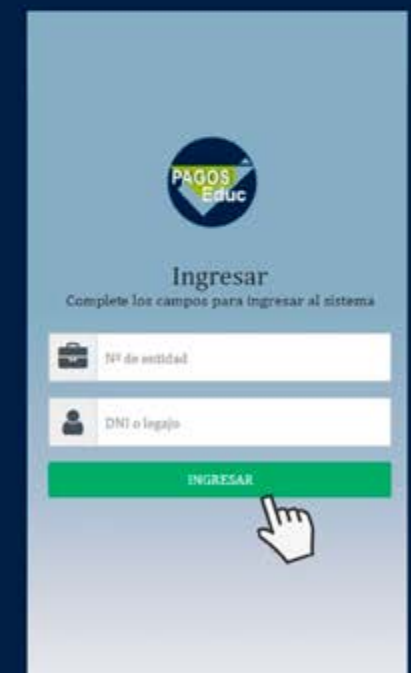 PAGOS
Educ
Ingresar
Complete los campos para ingresar al sistema
Nº de entidad
DNI o legajo
INGRESAR